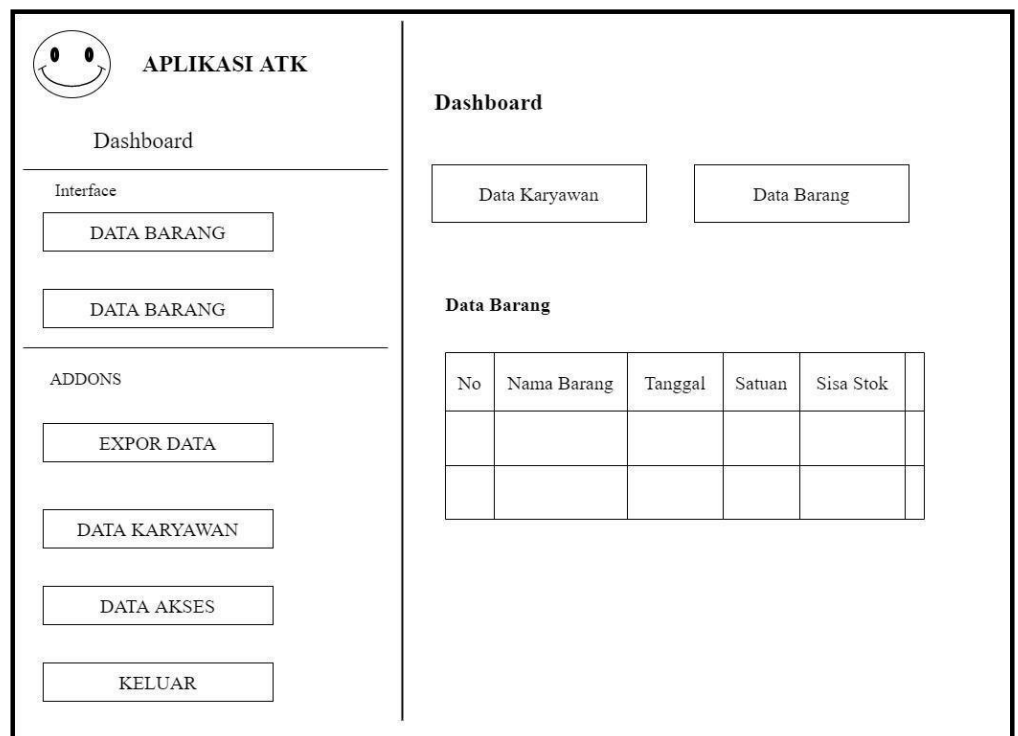 APLIKASI ATK
Dashboard
Interface
DATA BARANG
DATA BARANG
ADDONS
EXPOR DATA
DATA KARYAWAN
DATA AKSES
KELUAR
Dashboard
Data Karyawan
Data Barang
Data Barang
No Nama Barang Tanggal Satuan Sisa Stok